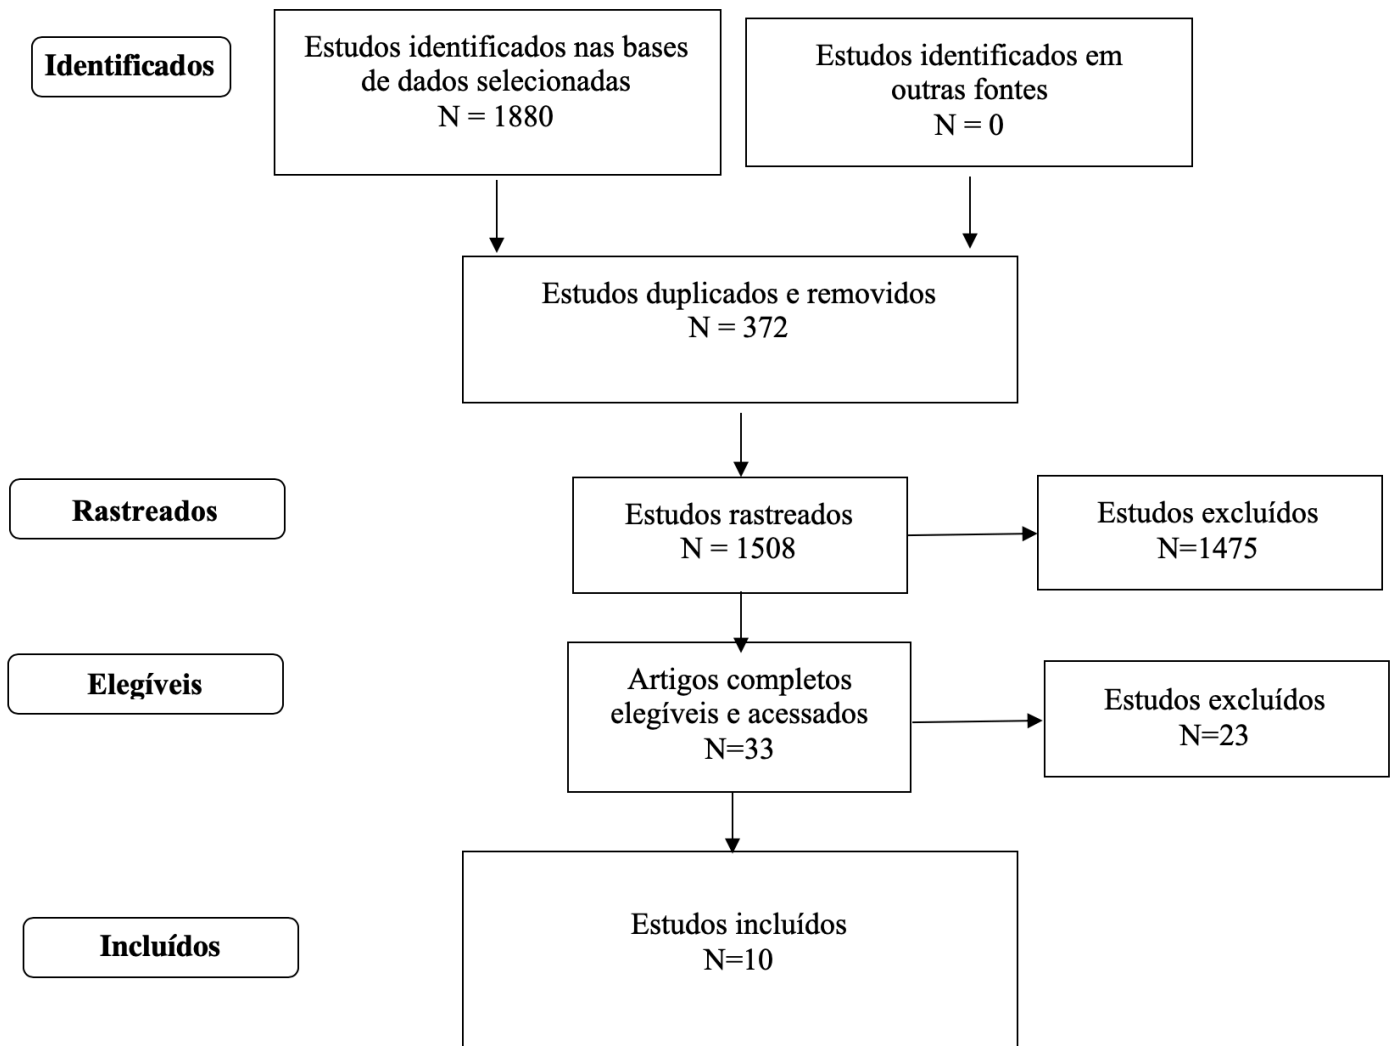 Identificados
Estudos identificados nas bases
de dados selecionadas
N = 1880
Estudos identificados em
outras fontes
N = 0
Estudos duplicados e removidos
N = 372
Rastreados
Estudos rastreados
N = 1508
Estudos excluídos
N=1475
Elegíveis
Artigos completos
elegíveis e acessados
N=33
Estudos excluídos
N=23
Incluídos
Estudos incluídos
N=10